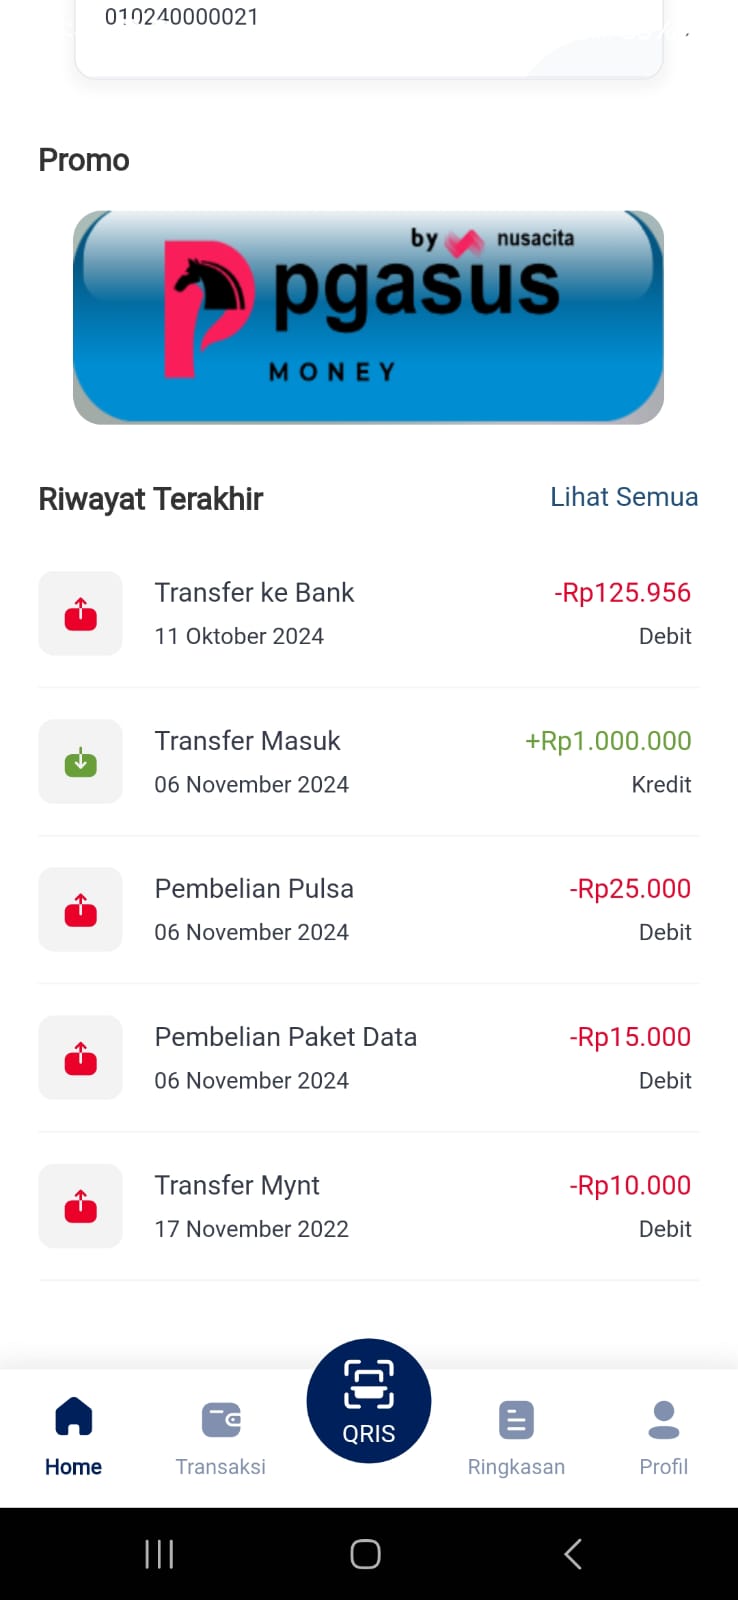 010240000021
Promo
by nusacita
pgasus
MONEY
Riwayat Terakhir
Lihat Semua
Transfer ke Bank
-Rp125.956
11 Oktober 2024
Debit
Transfer Masuk
+Rp1.000.000
06 November 2024
Kredit
Pembelian Pulsa
-Rp25.000
06 November 2024
Debit
Pembelian Paket Data
-Rp15.000
06 November 2024
Debit
Transfer Mynt
-Rp10.000
17 November 2022
Debit
QRIS
Home
Transaksi
Ringkasan
Profil